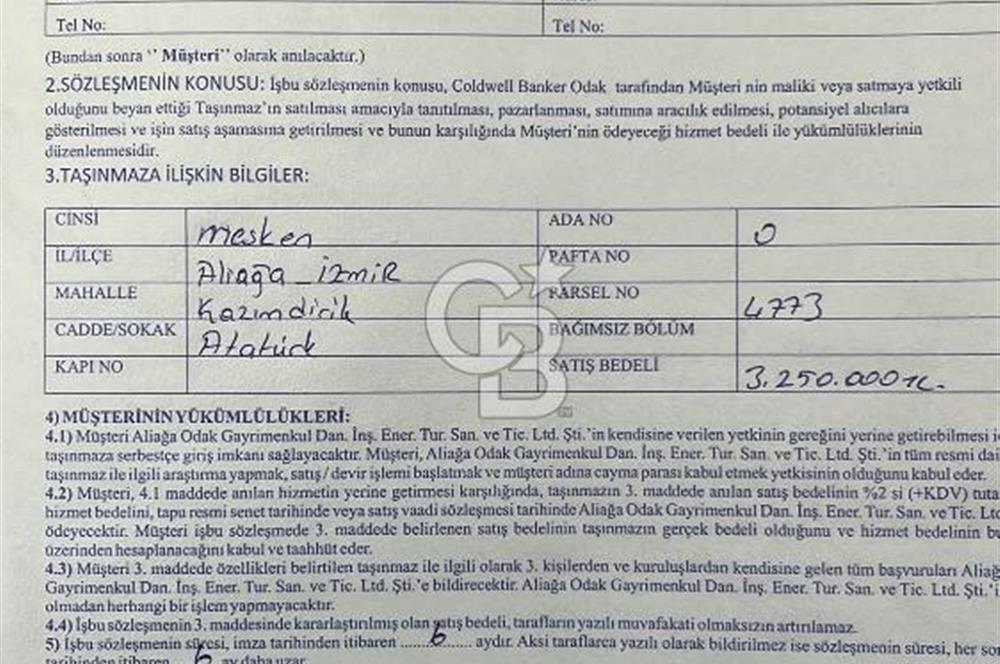 Tel No: Tel No:
(Bundan sonra '' Müşteri'' olarak anılacaktır.)
2.SÖZLEŞMENİN KONUSU: İşbu sözleşmenin konusu, Coldwell Banker Odak tarafından Müşteri nin maliki veya satmaya yetkili
olduğunu beyan ettiği Taşınmaz'ın satılması amacıyla tanıtılması, pazarlanması, satımına aracılık edilmesi, potansiyel alıcılara
gösterilmesi ve işin satış aşamasına getirilmesi ve bunun karşılığında Müşteri'nin ödeyeceği hizmet bedeli ile yükümlülüklerinin
düzenlenmesidir.
3.TAŞINMAZA İLİŞKİN BİLGİLER:
CİNSİ mesken ADA NO 0
İL/İLÇE Aliağa - İzmiR PAFTA NO
MAHALLE Kazımdirik PARSEL NO 4773
CADDE/SOKAK Atatürk BAĞIMSIZ BÖLÜM
KAPI NO SATIŞ BEDELİ 3.250.000 TL.
CB
4) MÜŞTERİNİN YÜKÜMLÜLÜKLERİ:
4.1) Müşteri Aliağa Odak Gayrimenkul Dan. İnş. Ener. Tur. San. ve Tic. Ltd. Şti.'in kendisine verilen yetkinin gereğini yerine getirebilmesi
taşınmaza serbestçe giriş imkanı sağlayacaktır. Müşteri, Aliağa Odak Gayrimenkul Dan. İnş. Ener. Tur. San. ve Tic. Ltd. Şti.'in tüm resmi
taşınmaz ile ilgili araştırma yapmak, satış / devir işlemi başlatmak ve müşteri adına cayma parası kabul etmek yetkisinin olduğunu kabul eder.
4.2) Müşteri, 4.1 maddede anılan hizmetin yerine getirmesi karşılığında, taşınmazın 3. maddede anılan satış bedelinin %2 si (+KDV)
hizmet bedelini, tapu resmi senet tarihinde veya satış vaadi sözleşmesi tarihinde Aliağa Odak Gayrimenkul Dan. İnş. Ener. Tur. San. ve Tic.
ödeyecektir. Müşteri işbu sözleşmede 3. maddede belirlenen satış bedelinin taşınmazın gerçek bedeli olduğunu ve hizmet bedelinin
üzerinden hesaplanacağını kabul ve taahhüt eder.
4.3) Müşteri 3. maddede özellikleri belirtilen taşınmaz ile ilgili olarak 3. kişilerden ve kuruluşlardan kendisine gelen tüm başvuruları
Gayrimenkul Dan. İnş. Ener. Tur. San. ve Tic. Ltd. Şti.'e bildirecektir. Aliağa Odak Gayrimenkul Dan. İnş. Ener. Tur. San. ve Tic. Ltd.
olmadan herhangi bir işlem yapmayacaktır.
4.4) İşbu sözleşmenin 3. maddesinde kararlaştırılmış olan satış bedeli, tarafların yazılı muvafakati olmaksızın artırılamaz.
5) İşbu sözleşmenin süresi, imza tarihinden itibaren ........6........ aydır. Aksi taraflarca yazılı olarak bildirilmez ise sözleşmenin süresi, her
tarihinden itibaren ....6.. ay daha uzar.